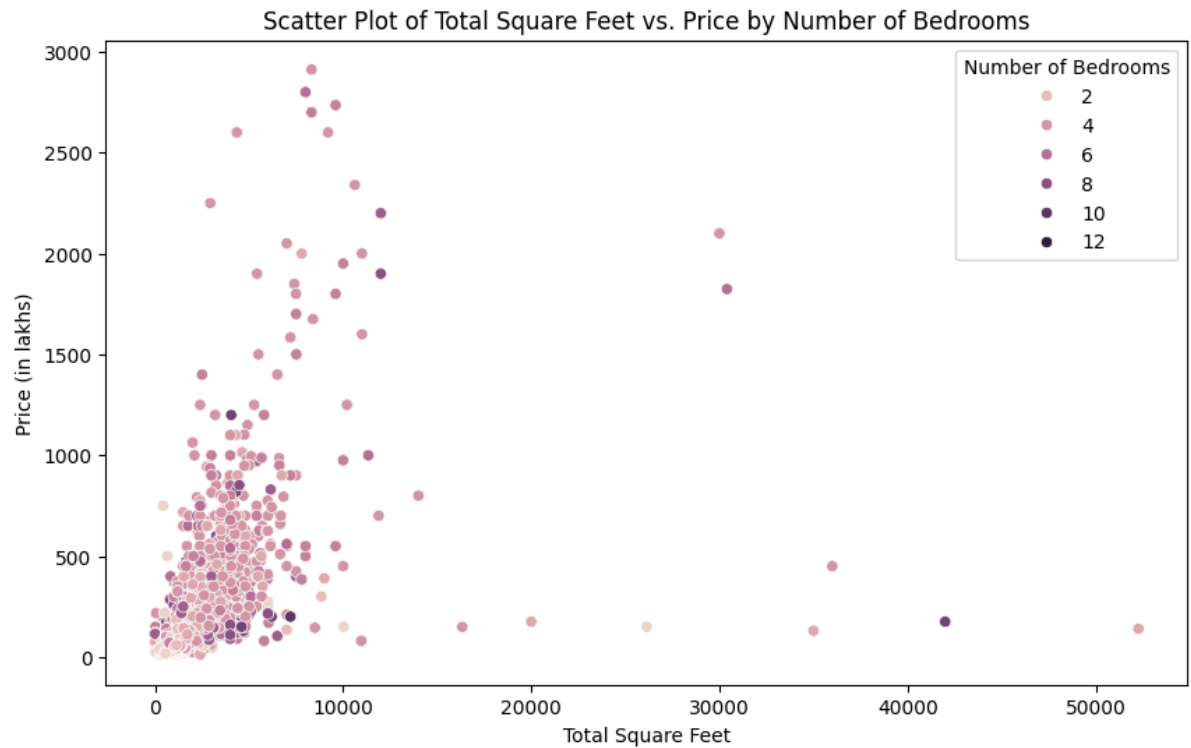 Scatter Plot of Total Square Feet vs. Price by Number of Bedrooms
3000
2500
2000
1500
1000
500
0
Price (in lakhs)
Number of Bedrooms
2
4
6
8
10
12
0 10000 20000 30000 40000 50000
Total Square Feet